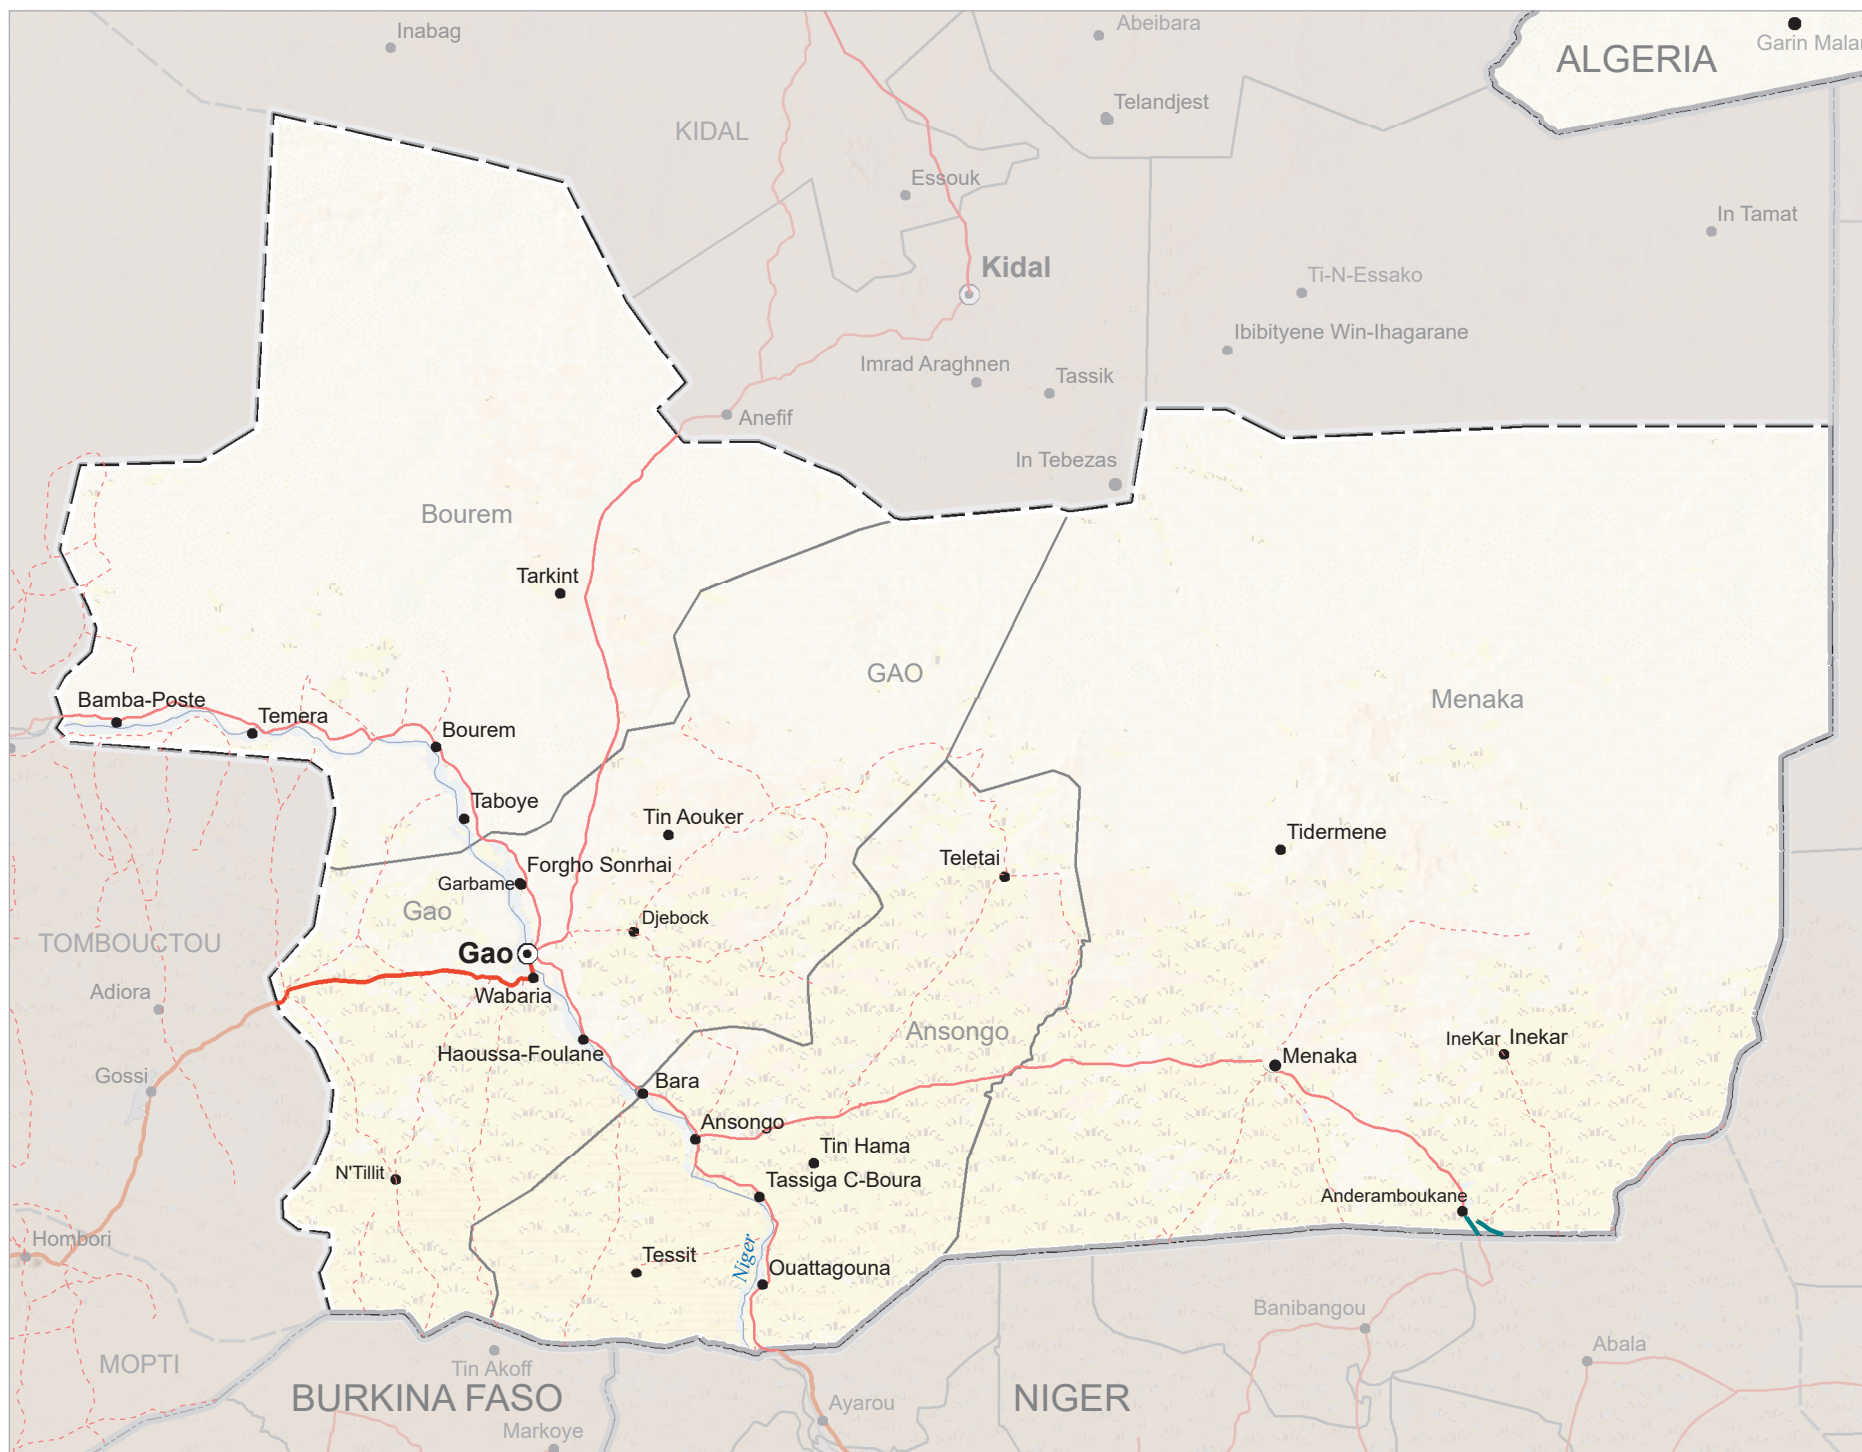 Inabag
Abeibara
Garin Malar
ALGERIA
Telandjest
KIDAL
Essouk
In Tamat
Kidal
Ti-N-Essako
Ibibityene Win-Ihagarane
Imrad Araghnen
Tassik
Anefif
In Tebezas
Bourem
Tarkint
GAO
Bamba-Poste
Menaka
Temera
Bourem
Taboye
Tin Aouker
Tidermene
Teletai
Forgho Sonrhai
Garbame
Gao
Djebock
TOMBOUCTOU
Gao
Adiora
Wabaria
Ansongo
IneKar
Inekar
Haoussa-Foulane
Menaka
Gossi
Bara
Ansongo
Tin Hama
N'Tillit
Tassiga C-Boura
Anderamboukane
Hombori
Tessit
Niger
Ouattagouna
Banibangou
Abala
MOPTI
Tin Akoff
BURKINA FASO
NIGER
Ayarou
Markoye